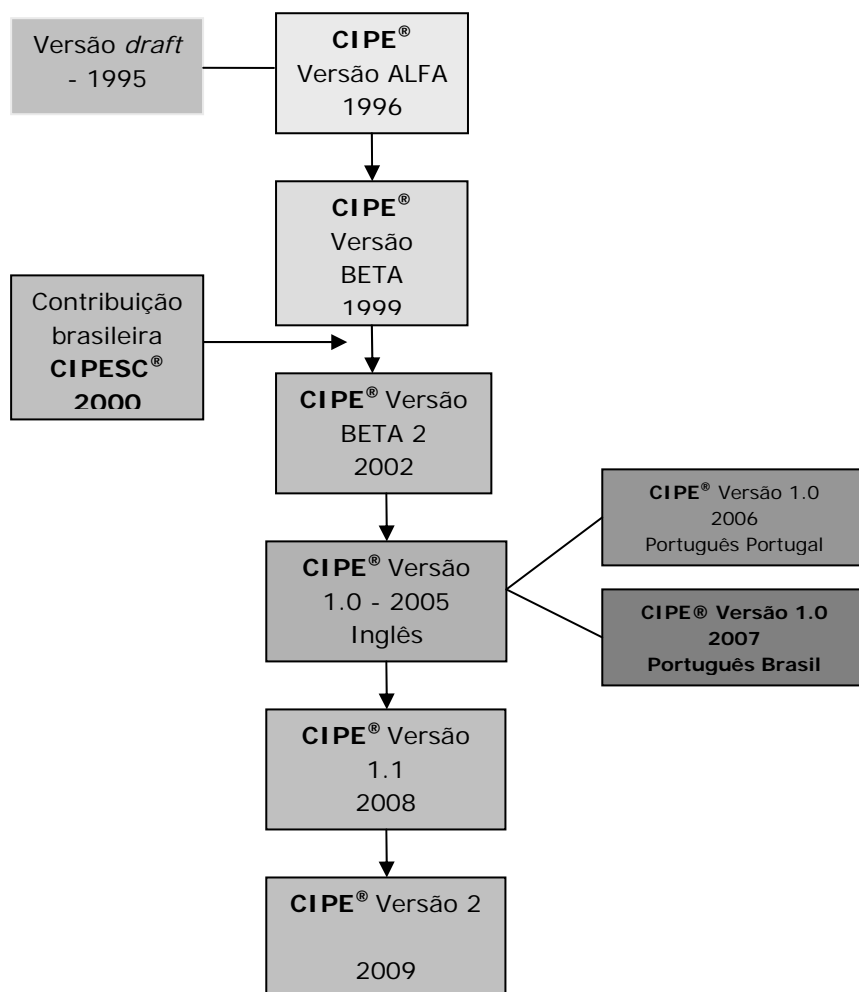 Versão draft
- 1995
CIPE®
Versão ALFA
1996
CIPE®
Versão
BETA
1999
Contribuição
brasileira
CIPESC®
2000
CIPE® Versão
BETA 2
2002
CIPE® Versão
1.0 - 2005
Inglês
CIPE® Versão 1.0
2006
Português Portugal
CIPE® Versão 1.0
2007
Português Brasil
CIPE® Versão
1.1
2008
CIPE® Versão 2
2009